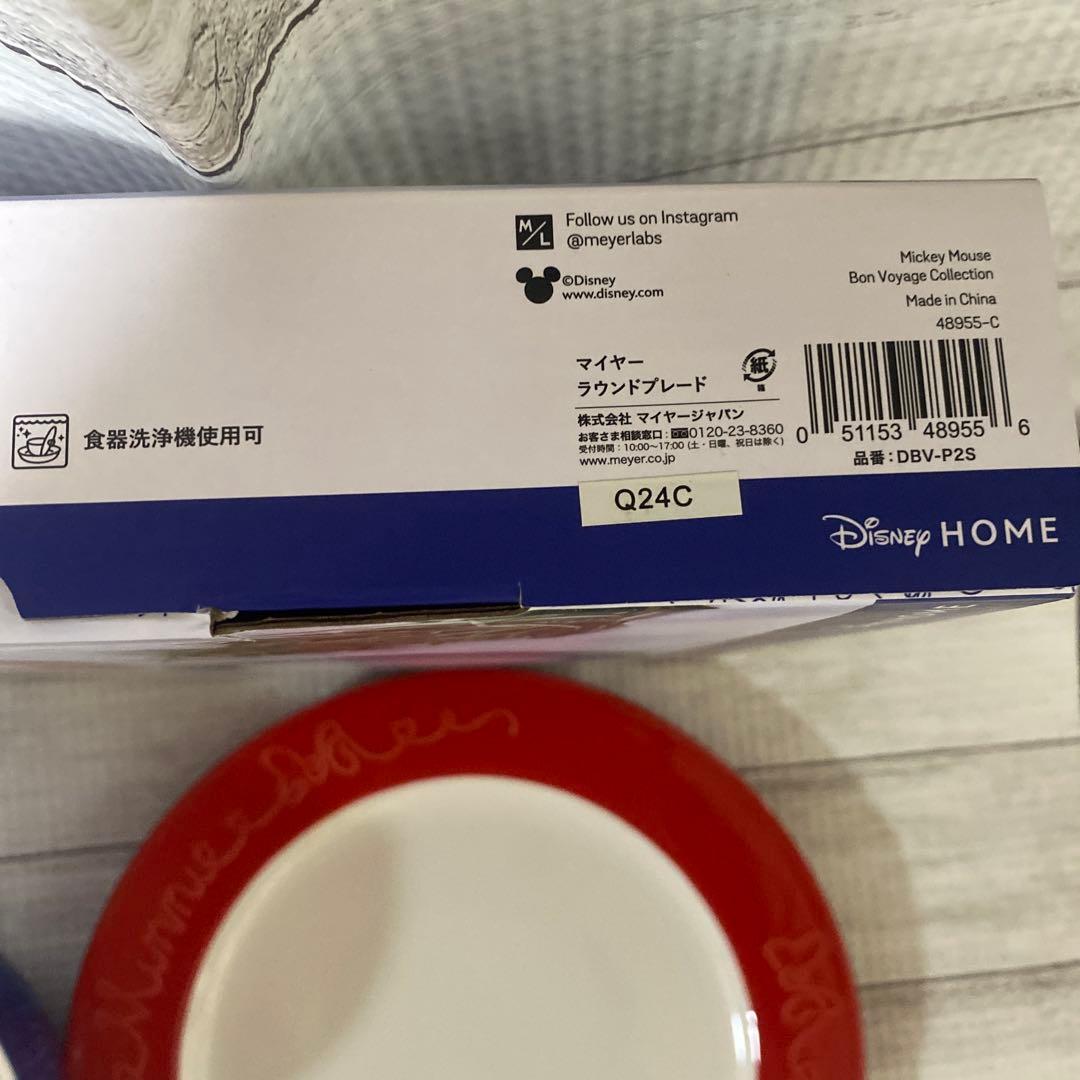 M/L
Follow us on Instagram
@meyerlabs
©Disney
www.disney.com
Mickey Mouse
Bon Voyage Collection
Made in China
48955-C
マイヤー
ラウンドプレード
紙
箱
株式会社 マイヤージャパン
お客さま相談窓口:0120-23-8360
受付時間:10:00~17:00 (土・日曜、祝日は除く)
www.meyer.co.jp
0 51153 48955 6
品番:DBV-P2S
食器洗浄機使用可
Q24C
Disney HOME
Minnie